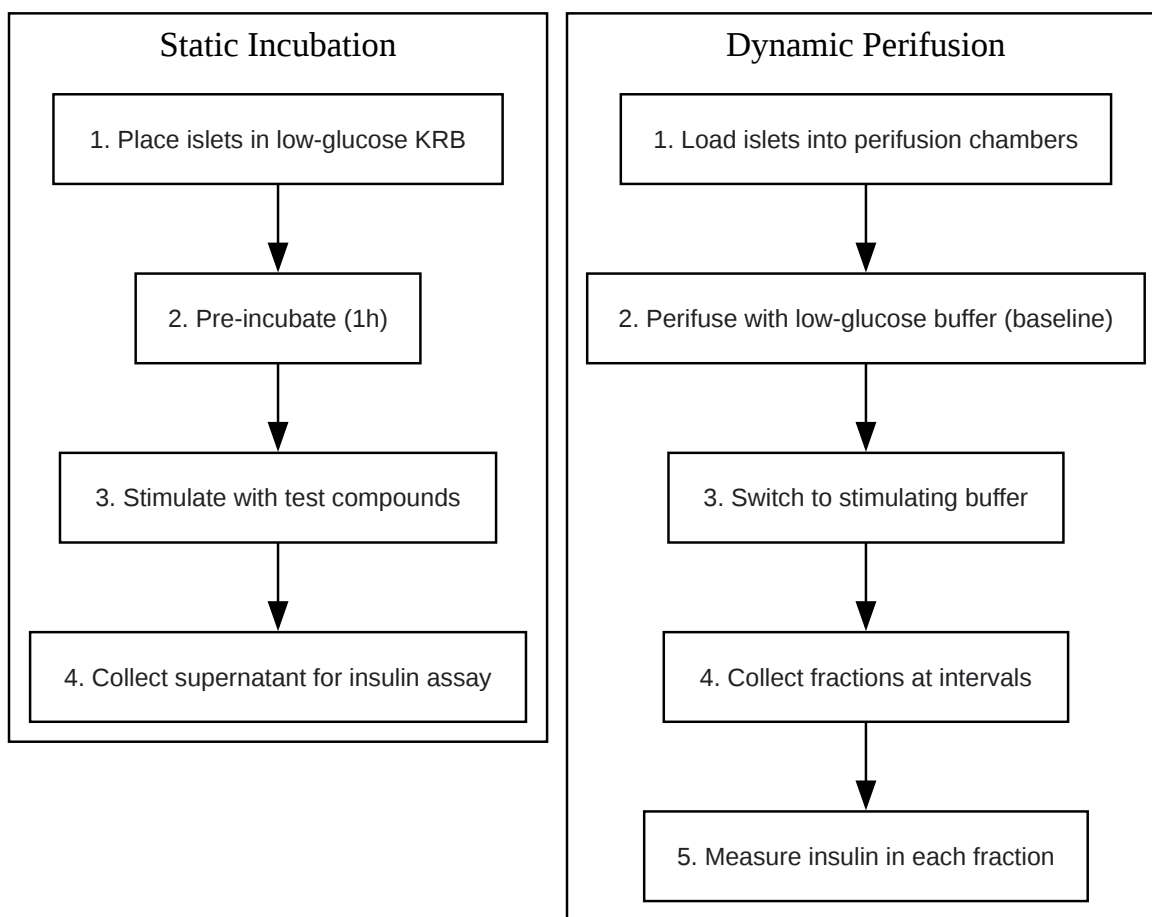 Static Incubation
1. Place islets in low-glucose KRB
2. Pre-incubate (1h)
3. Stimulate with test compounds
4. Collect supernatant for insulin assay
Dynamic Perifusion
1. Load islets into perifusion chambers
2. Perifuse with low-glucose buffer (baseline)
3. Switch to stimulating buffer
4. Collect fractions at intervals
5. Measure insulin in each fraction